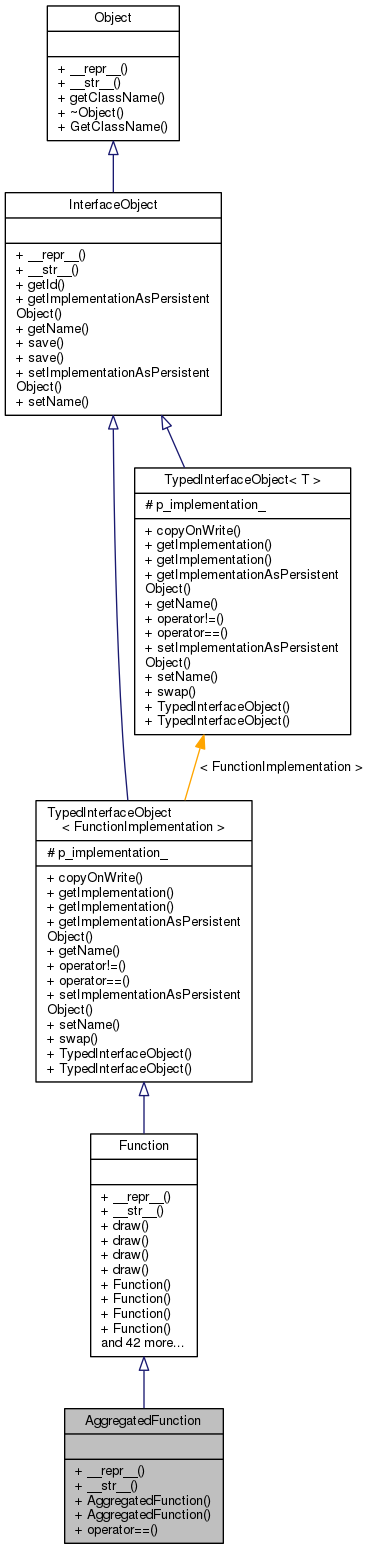 Object
+ __repr__()
+ __str__()
+ getClassName()
+ ~Object()
+ GetClassName()
InterfaceObject
+ __repr__()
+ __str__()
+ getId()
+ getImplementationAsPersistent
Object()
+ getName()
+ save()
+ save()
+ setImplementationAsPersistent
Object()
+ setName()
TypedInterfaceObject< T >
# p_implementation_
+ copyOnWrite()
+ getImplementation()
+ getImplementation()
+ getImplementationAsPersistent
Object()
+ getName()
+ operator!=()
+ operator==()
+ setImplementationAsPersistent
Object()
+ setName()
+ swap()
+ TypedInterfaceObject()
+ TypedInterfaceObject()
< FunctionImplementation >
TypedInterfaceObject
< FunctionImplementation >
# p_implementation_
+ copyOnWrite()
+ getImplementation()
+ getImplementation()
+ getImplementationAsPersistent
Object()
+ getName()
+ operator!=()
+ operator==()
+ setImplementationAsPersistent
Object()
+ setName()
+ swap()
+ TypedInterfaceObject()
+ TypedInterfaceObject()
Function
+ __repr__()
+ __str__()
+ draw()
+ draw()
+ draw()
+ draw()
+ Function()
+ Function()
+ Function()
+ Function()
and 42 more...
AggregatedFunction
+ __repr__()
+ __str__()
+ AggregatedFunction()
+ AggregatedFunction()
+ operator==()